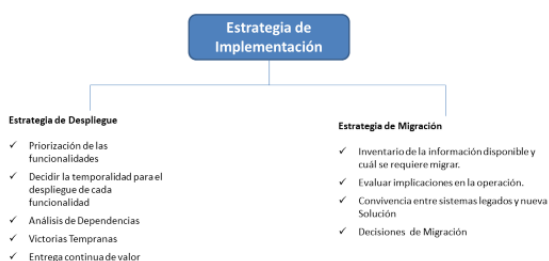 Estrategia de
Implementación
Estrategia de Despliegue
✓ Priorización de las
funcionalidades
✓ Decidir la temporalidad para el
despliegue de cada
funcionalidad
✓ Análisis de Dependencias
✓ Victorias Tempranas
✓ Entrega continua de valor
Estrategia de Migración
✓ Inventario de la información disponible y
cuál se requiere migrar.
✓ Evaluar implicaciones en la operación.
✓ Convivencia entre sistemas legados y nueva
Solución
✓ Decisiones de Migración